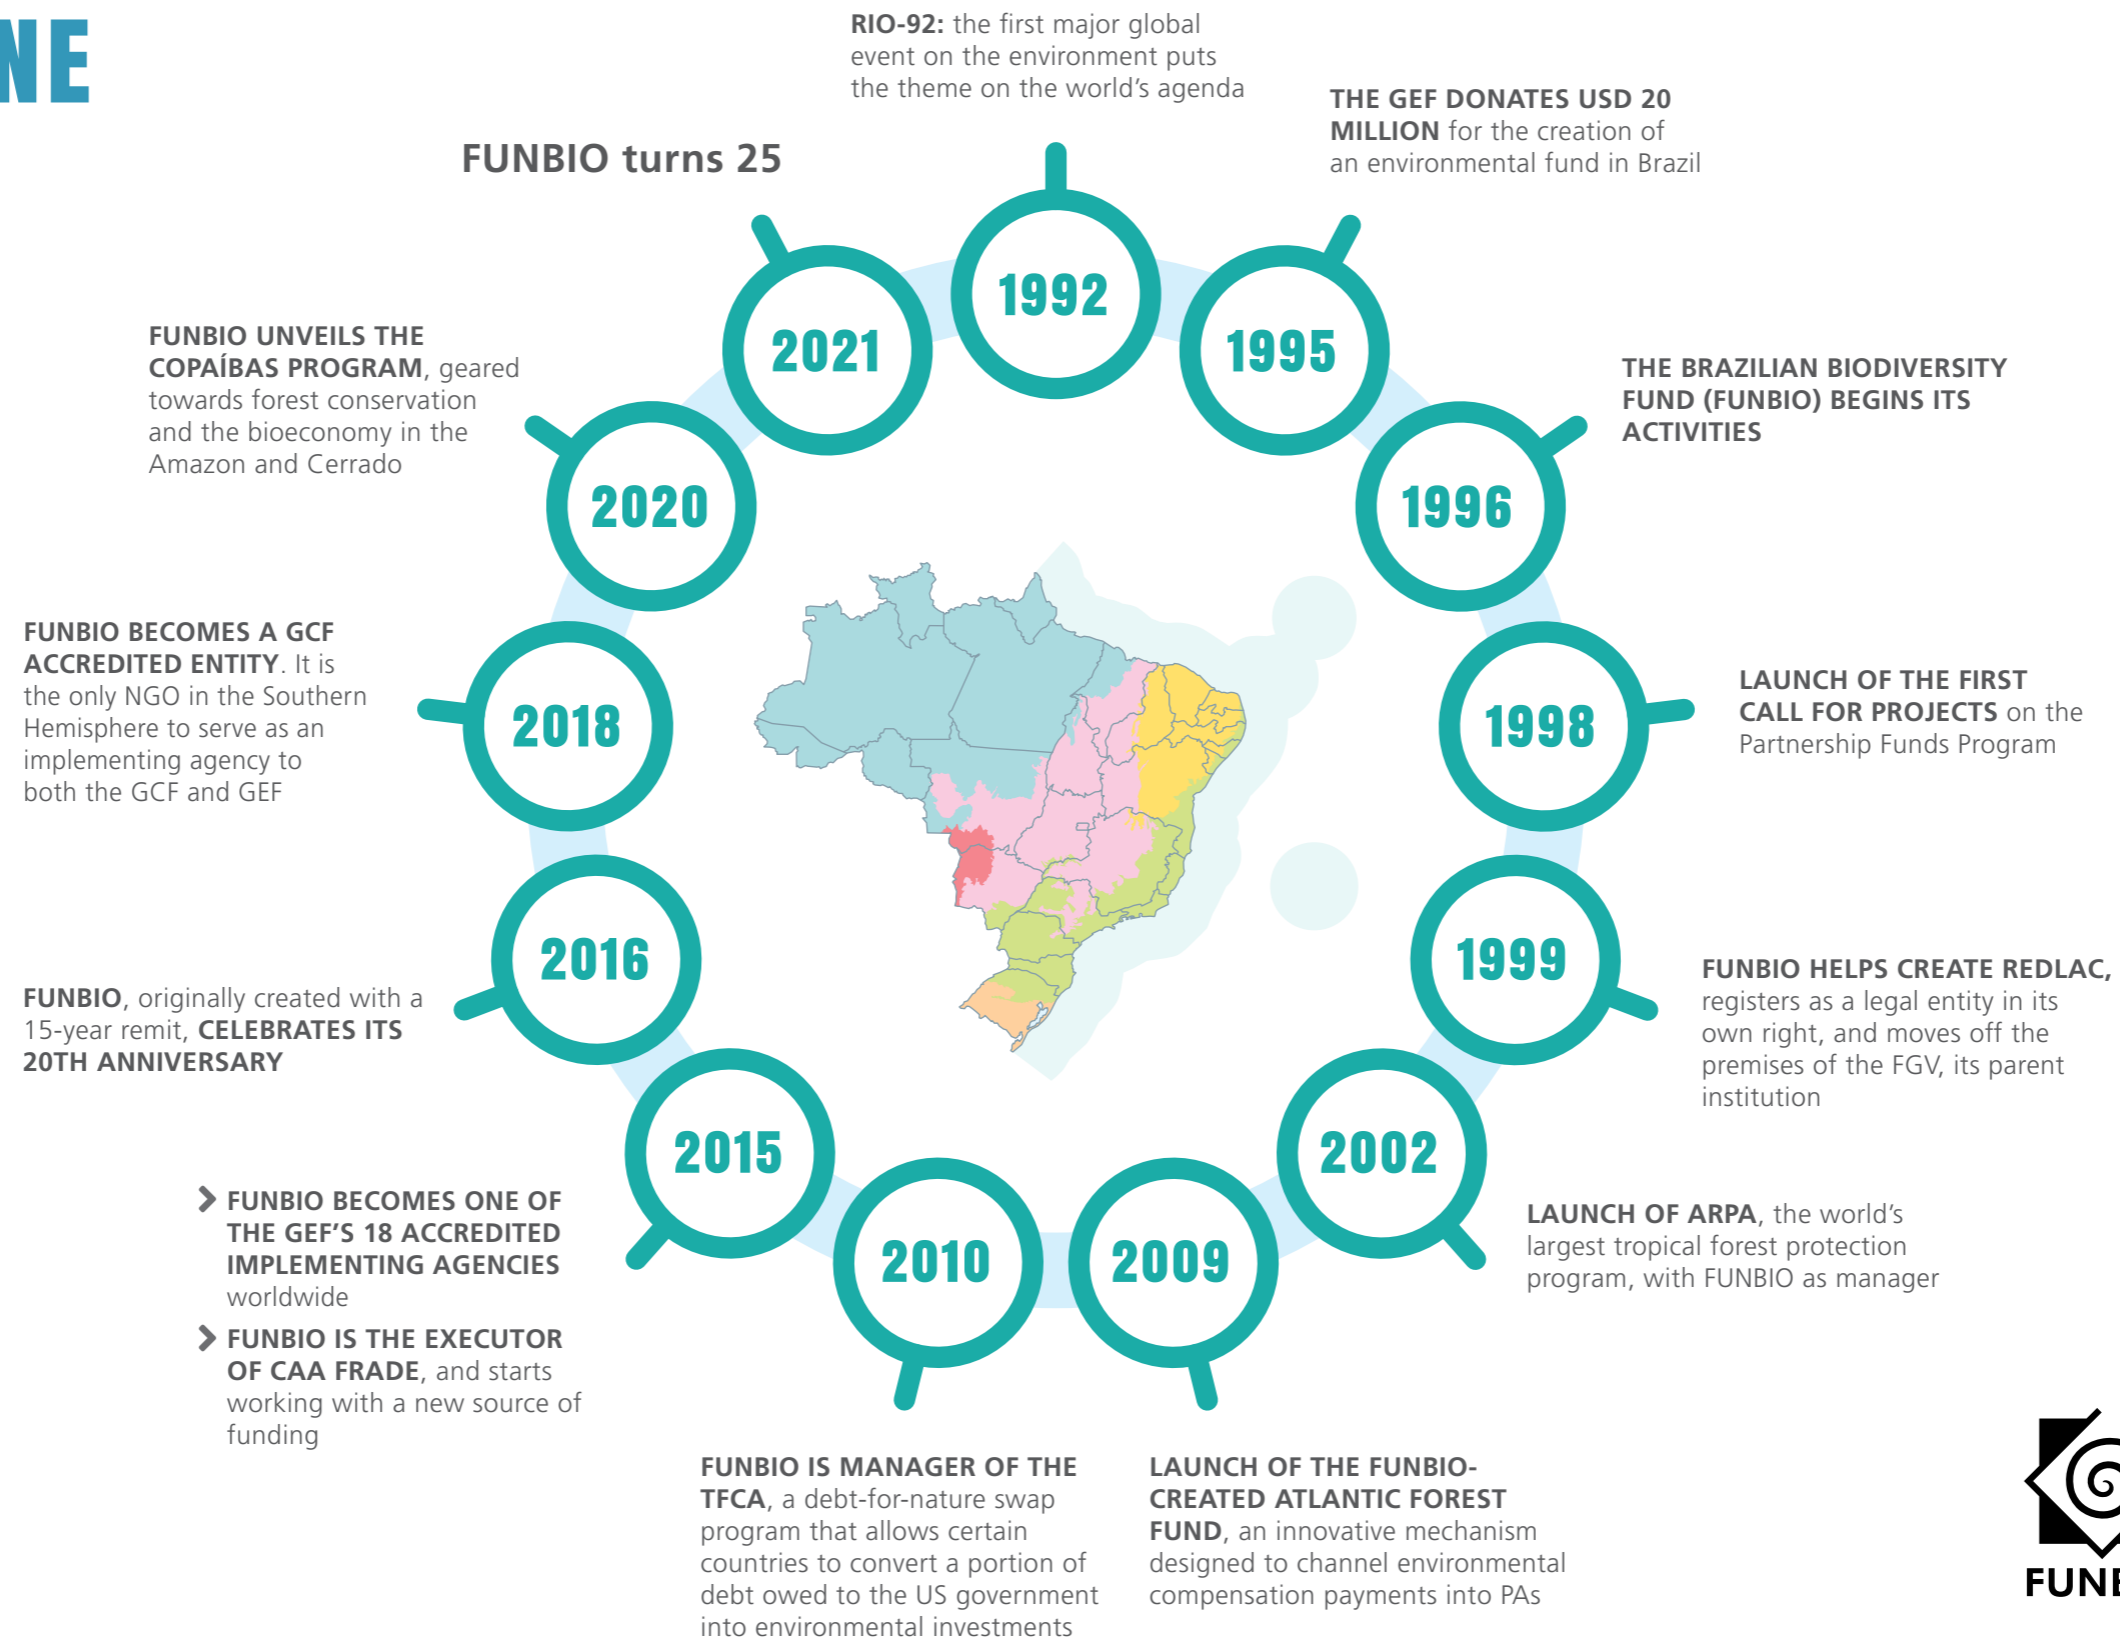 NE
RIO-92: the first major global
event on the environment puts
the theme on the world's agenda
THE GEF DONATES USD 20
MILLION for the creation of
an environmental fund in Brazil
FUNBIO turns 25
1992
2021
1995
FUNBIO UNVEILS THE
COPAÍBAS PROGRAM, geared
towards forest conservation
and the bioeconomy in the
Amazon and Cerrado
THE BRAZILIAN BIODIVERSITY
FUND (FUNBIO) BEGINS ITS
ACTIVITIES
2020
1996
FUNBIO BECOMES A GCF
ACCREDITED ENTITY. It is
the only NGO in the Southern
Hemisphere to serve as an
implementing agency to
both the GCF and GEF
2018
1998
LAUNCH OF THE FIRST
CALL FOR PROJECTS on the
Partnership Funds Program
2016
1999
FUNBIO, originally created with a
15-year remit, CELEBRATES ITS
20TH ANNIVERSARY
FUNBIO HELPS CREATE REDLAC,
registers as a legal entity in its
own right, and moves off the
premises of the FGV, its parent
institution
2015
2002
FUNBIO BECOMES ONE OF
THE GEF'S 18 ACCREDITED
IMPLEMENTING AGENCIES
worldwide
FUNBIO IS THE EXECUTOR
OF CAA FRADE, and starts
working with a new source of
funding
2010
2009
LAUNCH OF ARPA, the world's
largest tropical forest protection
program, with FUNBIO as manager
FUNBIO IS MANAGER OF THE
TFCA, a debt-for-nature swap
program that allows certain
countries to convert a portion of
debt owed to the US government
into environmental investments
LAUNCH OF THE FUNBIO-
CREATED ATLANTIC FOREST
FUND, an innovative mechanism
designed to channel environmental
compensation payments into PAs
FUNB